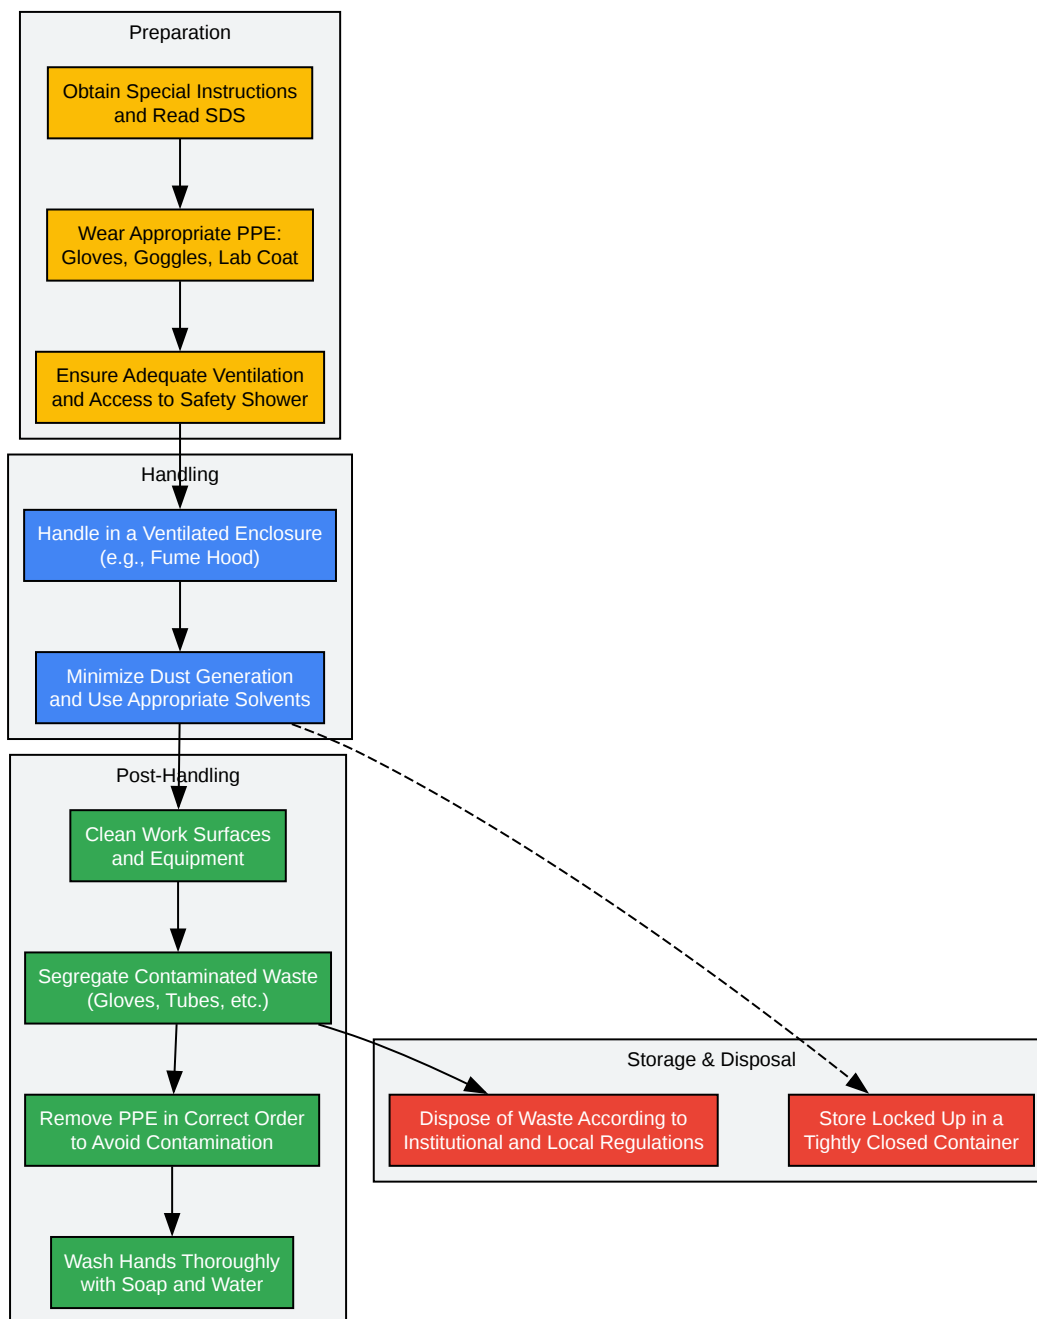 Preparation
Obtain Special Instructions
and Read SDS
Wear Appropriate PPE:
Gloves, Goggles, Lab Coat
Ensure Adequate Ventilation
and Access to Safety Shower
Handling
Handle in a Ventilated Enclosure
(e.g., Fume Hood)
Minimize Dust Generation
and Use Appropriate Solvents
Post-Handling
Clean Work Surfaces
and Equipment
Segregate Contaminated Waste
(Gloves, Tubes, etc.)
Remove PPE in Correct Order
to Avoid Contamination
Wash Hands Thoroughly
with Soap and Water
Storage & Disposal
Dispose of Waste According to
Institutional and Local Regulations
Store Locked Up in a
Tightly Closed Container